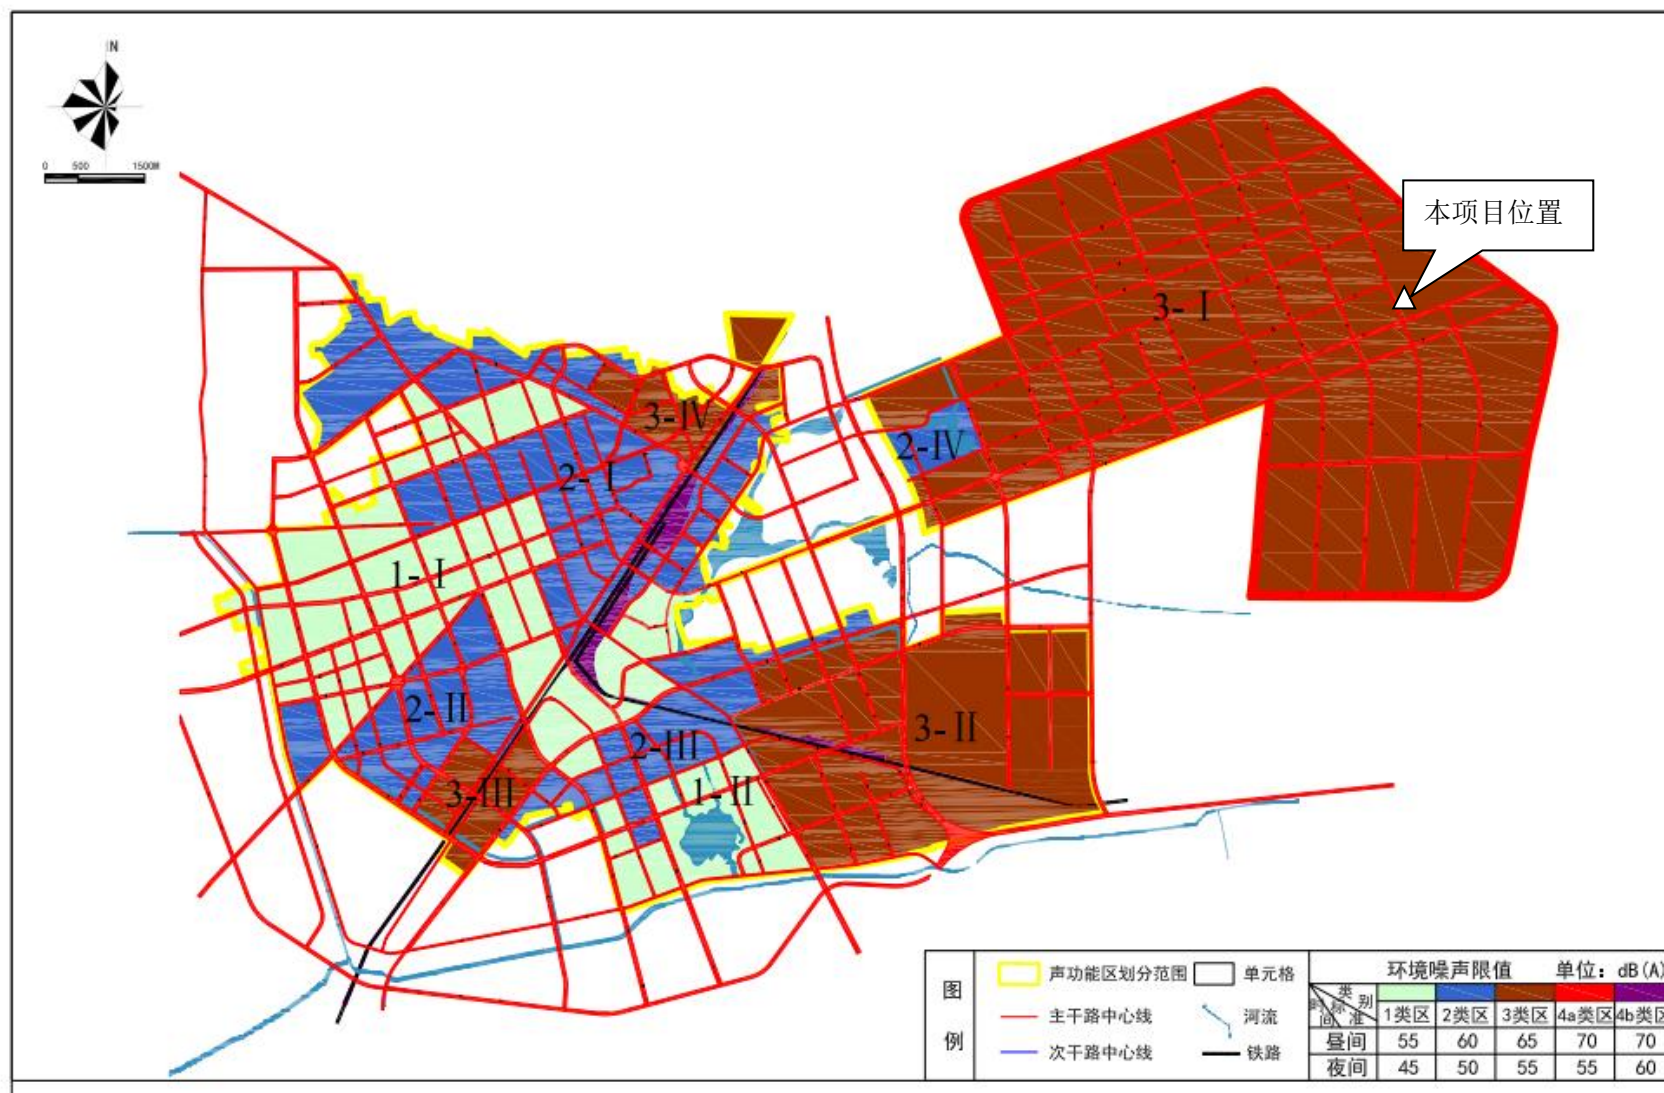 N
0 500 1500M
本项目位置
3-Ⅰ
3-Ⅳ
2-Ⅳ
2-Ⅰ
1-Ⅰ
2-Ⅱ
3-Ⅱ
2-Ⅲ
1-Ⅱ
3-Ⅲ
图例
声功能区划分范围 单元格
主干路中心线 河流
次干路中心线 铁路
环境噪声限值 单位: dB(A)
类别 标准 时间
1类区 2类区 3类区 4a类区 4b类区
昼间 55 60 65 70 70
夜间 45 50 55 55 60